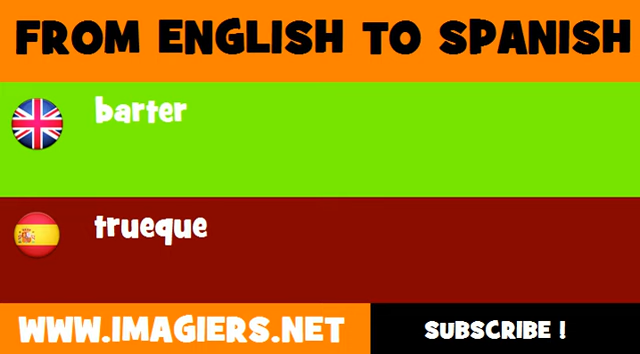 FROM ENGLISH TO SPANISH
barter
trueque
WWW.IMAGIERS.NET
SUBSCRIBE !